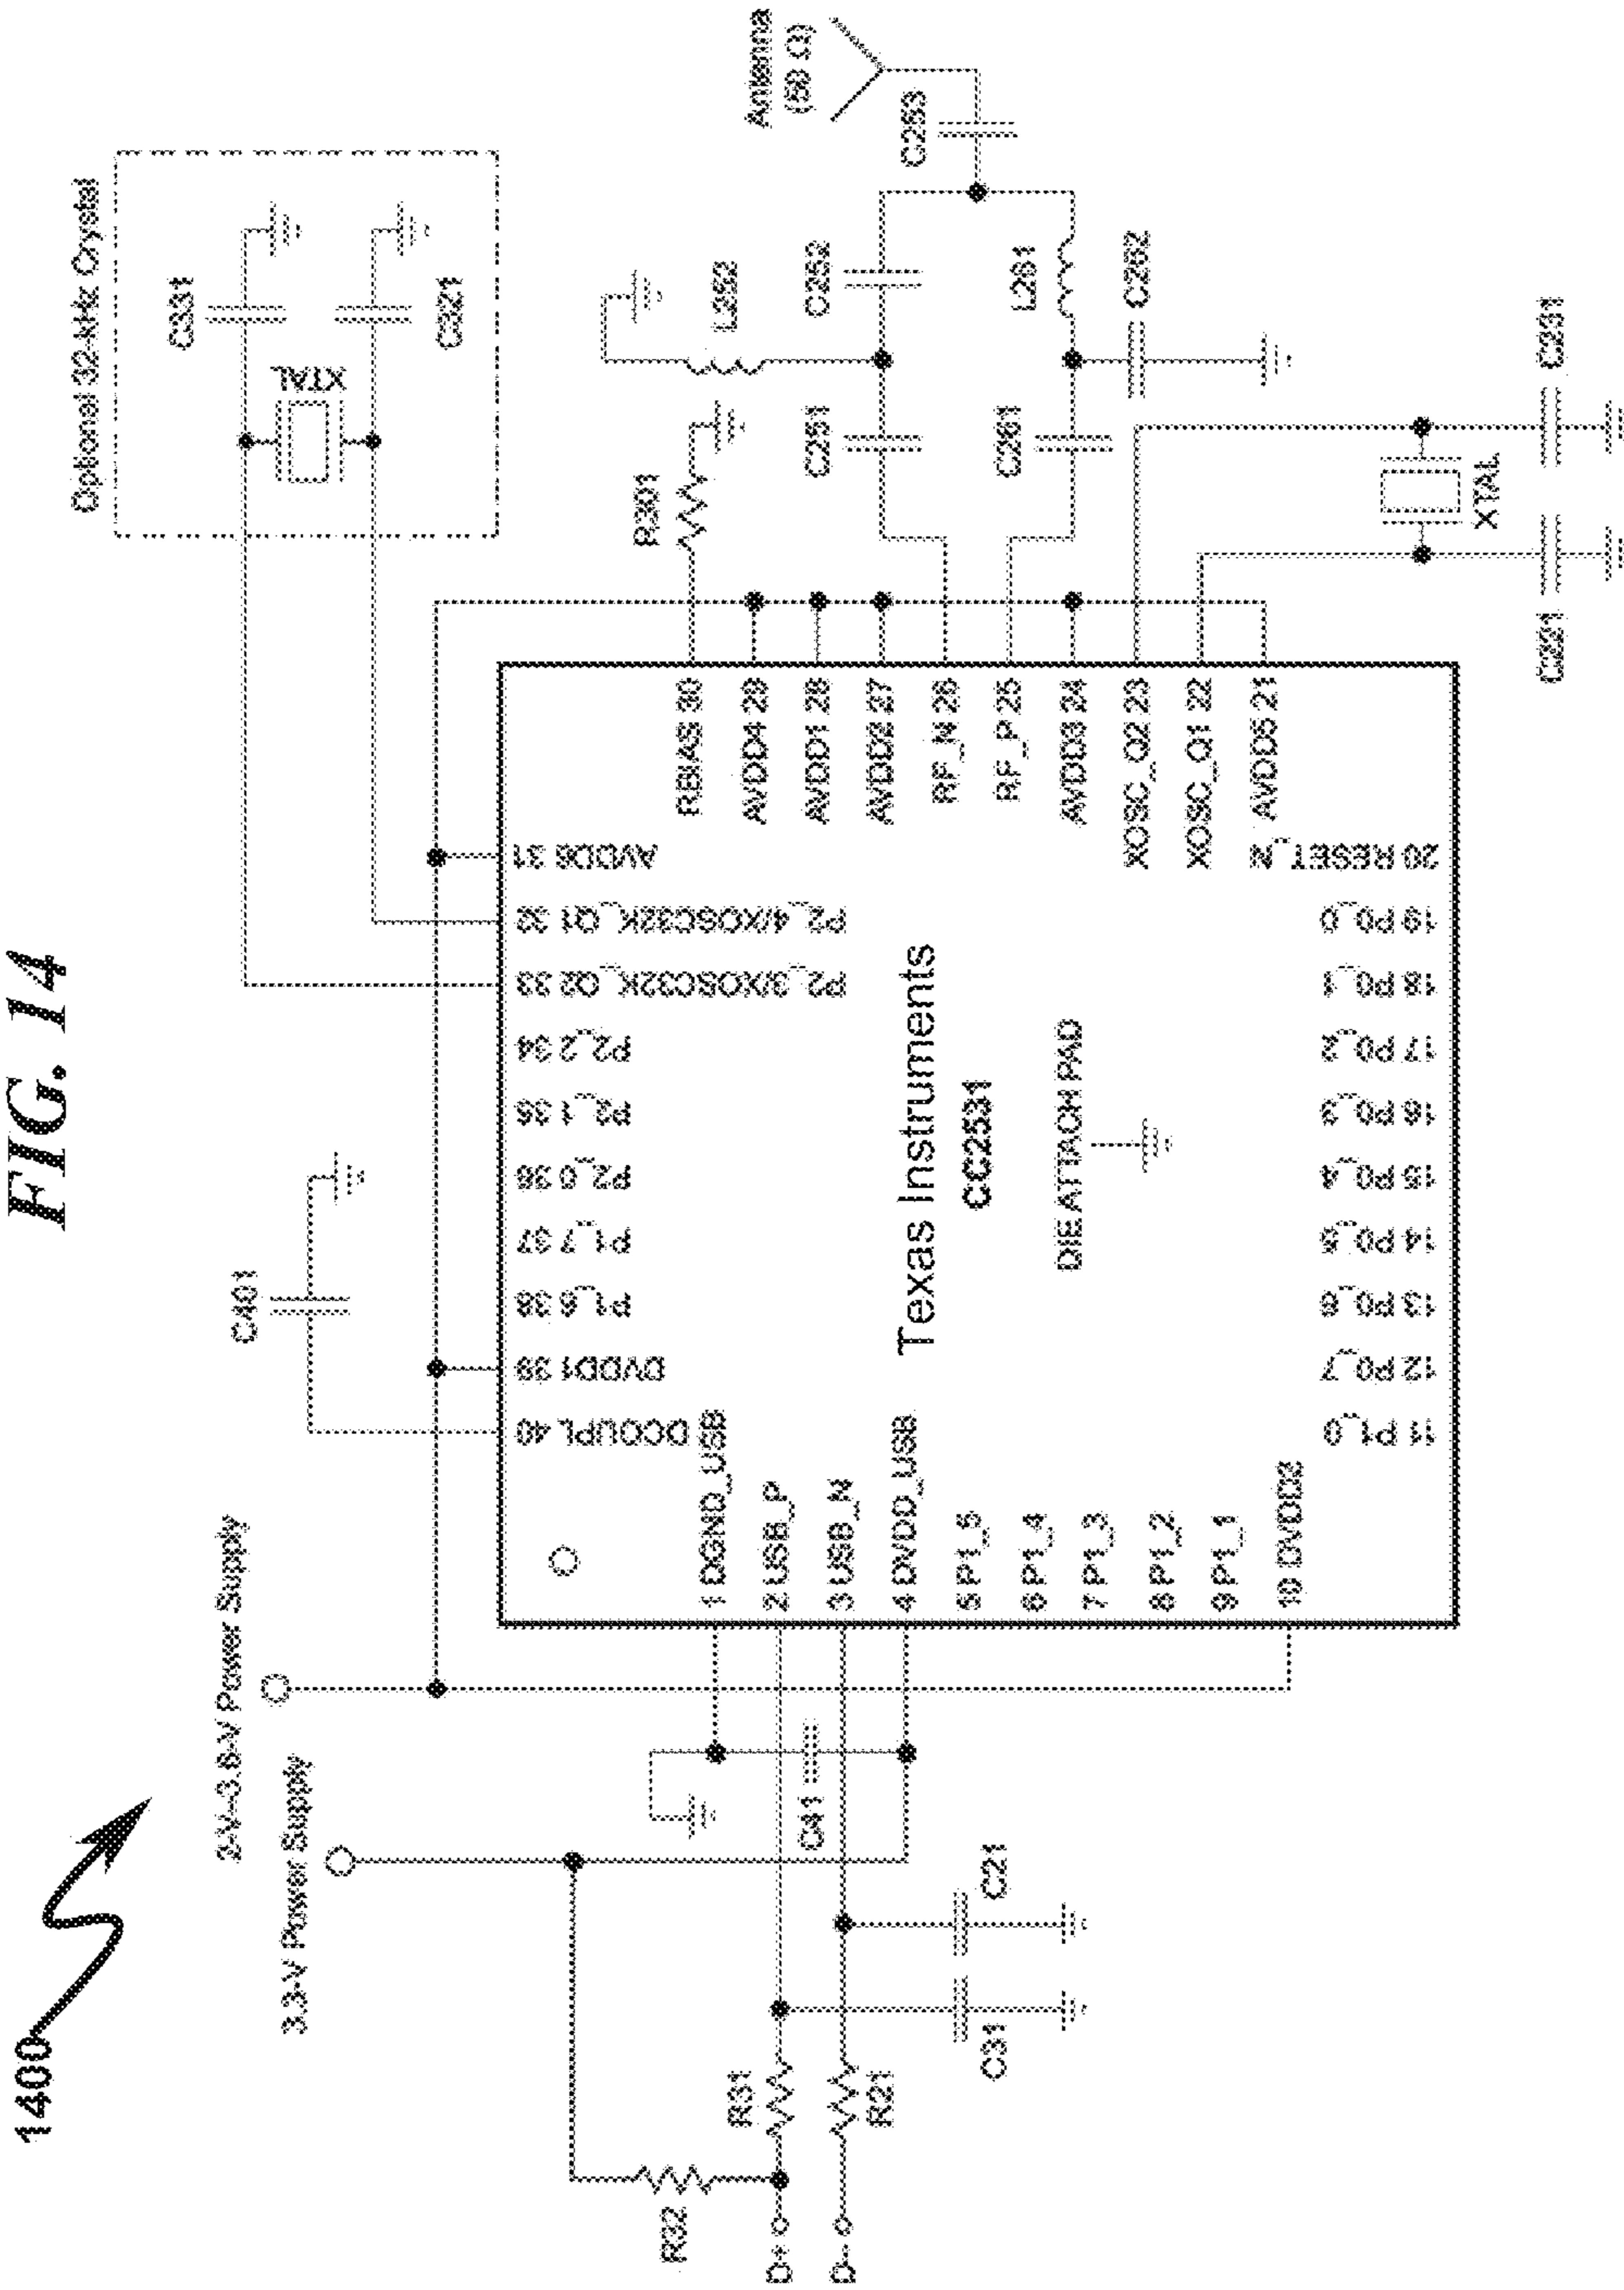 FIG. 14
1400
2-V–3.6-V Power Supply
3.3-V Power Supply
C401
Optional 32-kHz Crystal
C331
XTAL
C321
Antenna
(50 Ω)
C253
L252
C252
C251
R301
L261
C261
C262
XTAL
C221
C231
DCOUPL 40
DVDD1 39
P1_6 38
P1_7 37
P2_0 36
P2_1 35
P2_2 34
P2_3/XOSC32K_Q2 33
P2_4/XOSC32K_Q1 32
AVDD6 31
RBIAS 30
AVDD4 29
AVDD1 28
AVDD2 27
RF_N 26
RF_P 25
AVDD3 24
XOSC_Q2 23
XOSC_Q1 22
AVDD5 21
1 DGND_USB
2 USB_P
3 USB_N
4 DVDD_USB
5 P1_5
6 P1_4
7 P1_3
8 P1_2
9 P1_1
10 DVDD2
11 P1_0
12 P0_7
13 P0_6
14 P0_5
15 P0_4
16 P0_3
17 P0_2
18 P0_1
19 P0_0
20 RESET_N
Texas Instruments
CC2531
DIE ATTACH PAD
C41
R32
R31
D+
D–
R21
C31
C21